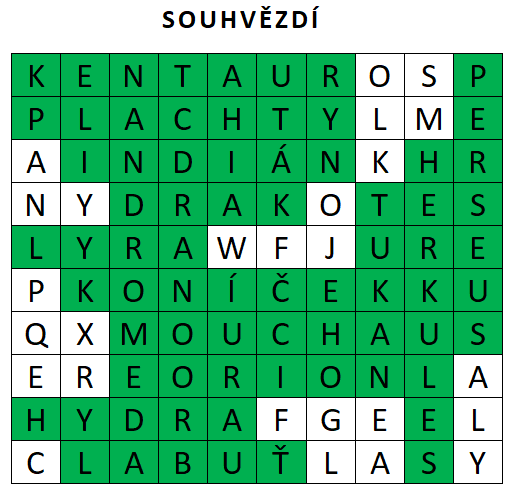 SOUHVĚZDÍ
K E N T A U R O S P
P L A C H T Y L M E
A I N D I Á N K H R
N Y D R A K O T E S
L Y R A W F J U R E
P K O N Í Č E K K U
Q X M O U C H A U S
E R E O R I O N L A
H Y D R A F G E E L
C L A B U Ť L A S Y